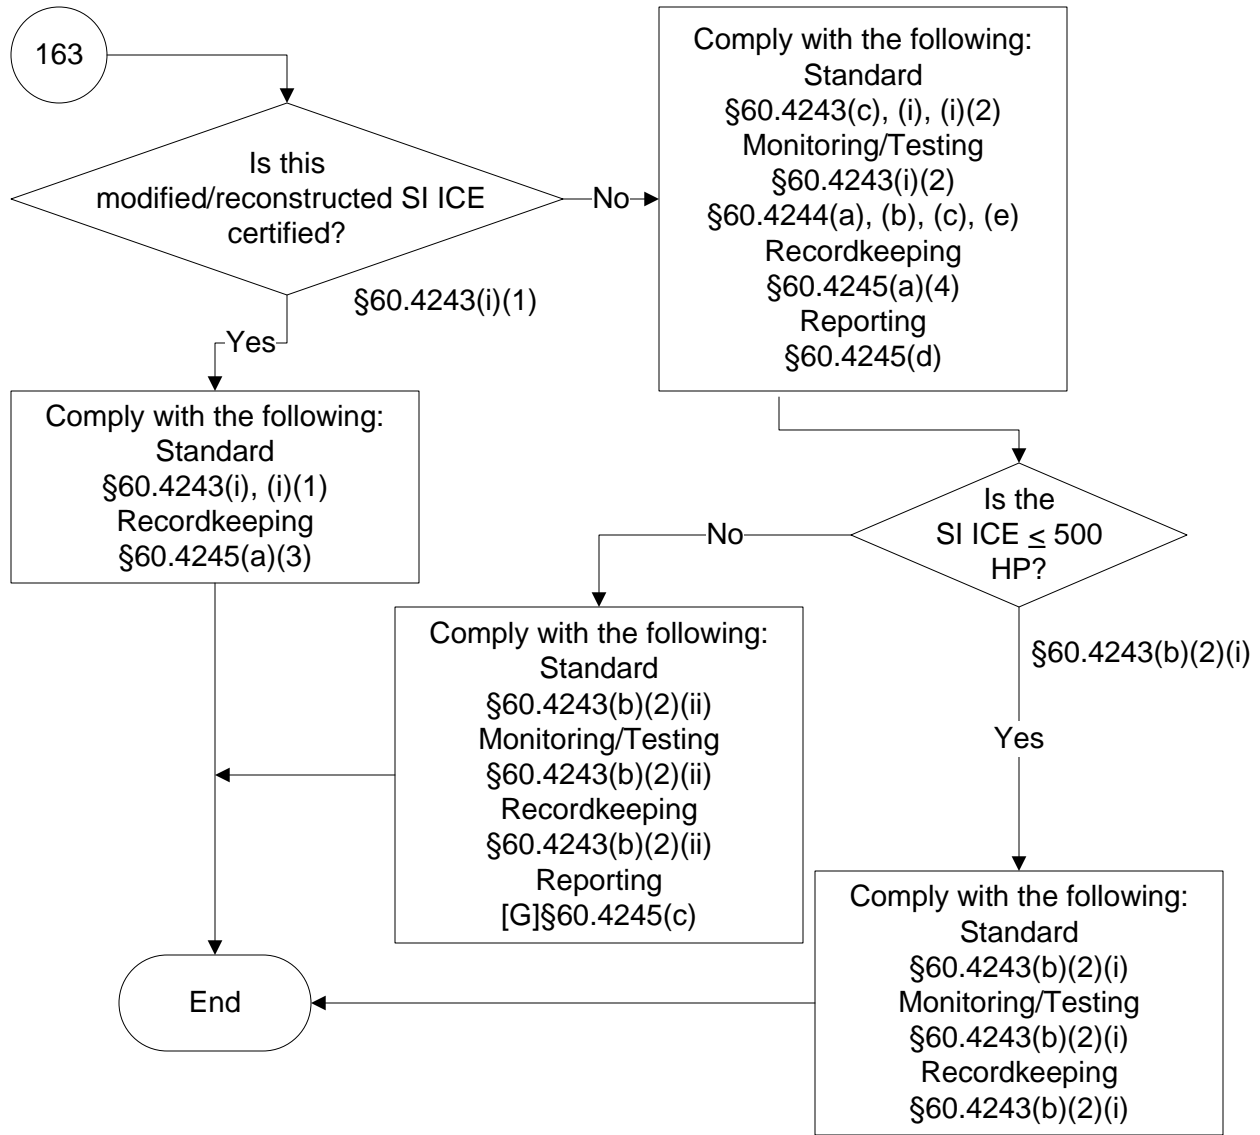 163
Is this
modified/reconstructed SI ICE
certified?
No
§60.4243(i)(1)
Yes
Comply with the following:
Standard
§60.4243(c), (i), (i)(2)
Monitoring/Testing
§60.4243(i)(2)
§60.4244(a), (b), (c), (e)
Recordkeeping
§60.4245(a)(4)
Reporting
§60.4245(d)
Comply with the following:
Standard
§60.4243(i), (i)(1)
Recordkeeping
§60.4245(a)(3)
Is the
SI ICE ≤ 500
HP?
No
§60.4243(b)(2)(i)
Yes
Comply with the following:
Standard
§60.4243(b)(2)(ii)
Monitoring/Testing
§60.4243(b)(2)(ii)
Recordkeeping
§60.4243(b)(2)(ii)
Reporting
[G]§60.4245(c)
Comply with the following:
Standard
§60.4243(b)(2)(i)
Monitoring/Testing
§60.4243(b)(2)(i)
Recordkeeping
§60.4243(b)(2)(i)
End